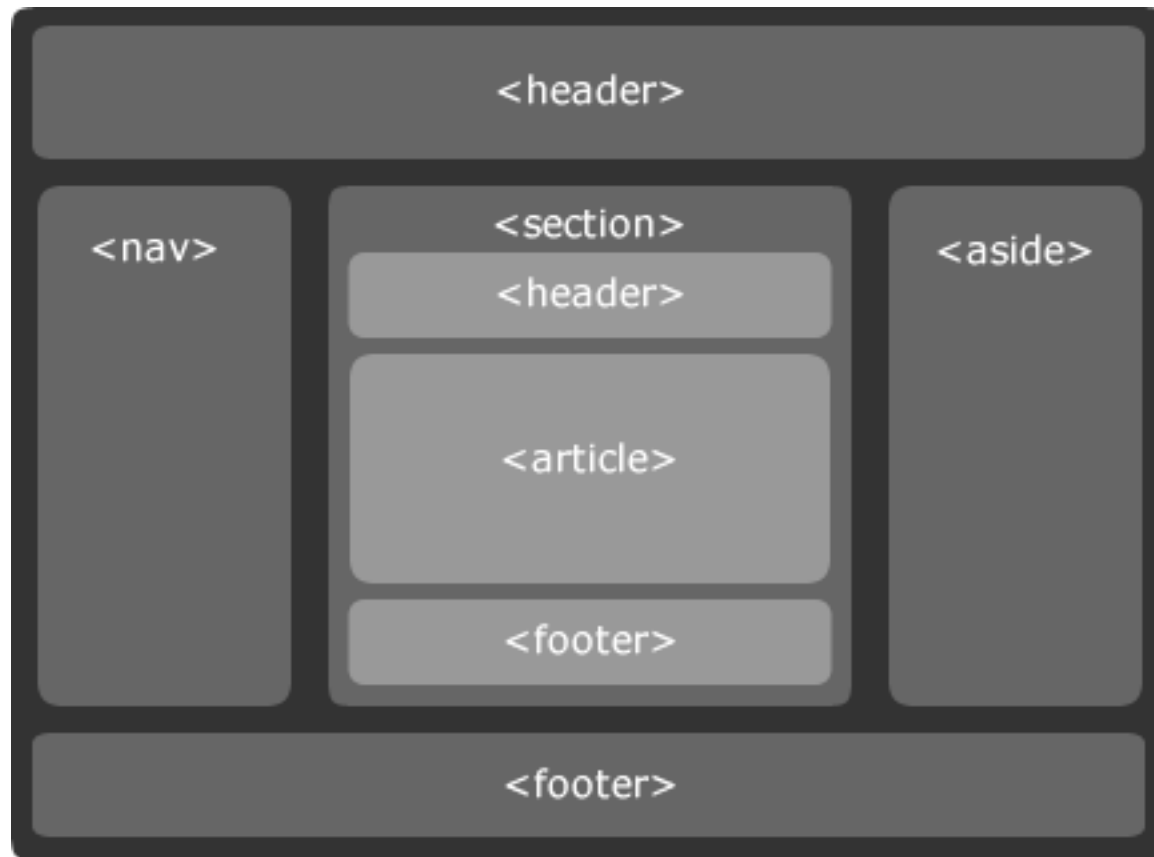 <header>
<nav>
<section>
<header>
<article>
<footer>
<aside>
<footer>